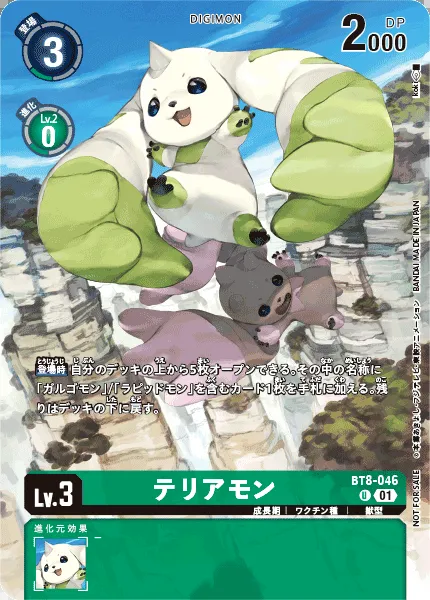 登場
3
DIGIMON
DP
2000
進化
Lv.2
0
登場時 自分のデッキの上から5枚オープンできる。その中の名称に
「ガルゴモン」/「ラピッドモン」を含むカード1枚を手札に加える。残
りはデッキの下に戻す。
BT8-046
Lv.3
テリアモン
U
01
成長期 | ワクチン種 | 獣型
進化元効果
ー
BANDAI MADE IN JAPAN
NOT FOR SALE